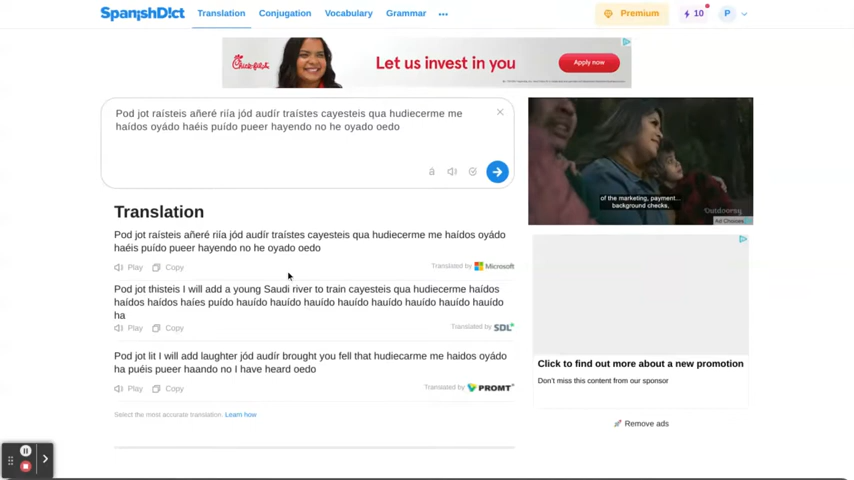 SpanishD!ct Translation Conjugation Vocabulary Grammar ••• Premium 10 P
Chick-fil-A Let us invest in you Apply now
Pod jot raísteis añeré riía jód audír traístes cayesteis qua hudiecerme me
haídos oyádo haéis puído pueer hayendo no he oyado oedo
á
of the marketing, payment...
background checks.
Outdoorsy
Ad Choices
Translation
Pod jot raísteis añeré riía jód audír traístes cayesteis qua hudiecerme me haídos oyádo
haéis puído pueer hayendo no he oyado oedo
Play Copy Translated by Microsoft
Pod jot thisteis I will add a young Saudi river to train cayesteis qua hudiecerme haídos
haídos haídos haíes puído hauído hauído hauído hauído hauído hauído hauído hauído
ha
Play Copy Translated by SDL
Pod jot lit I will add laughter jód audír brought you fell that hudiecarme me haidos oyádo
ha puéis pueer haando no I have heard oedo
Play Copy Translated by PROMT
Select the most accurate translation. Learn how
Click to find out more about a new promotion
Don't miss this content from our sponsor
Remove ads